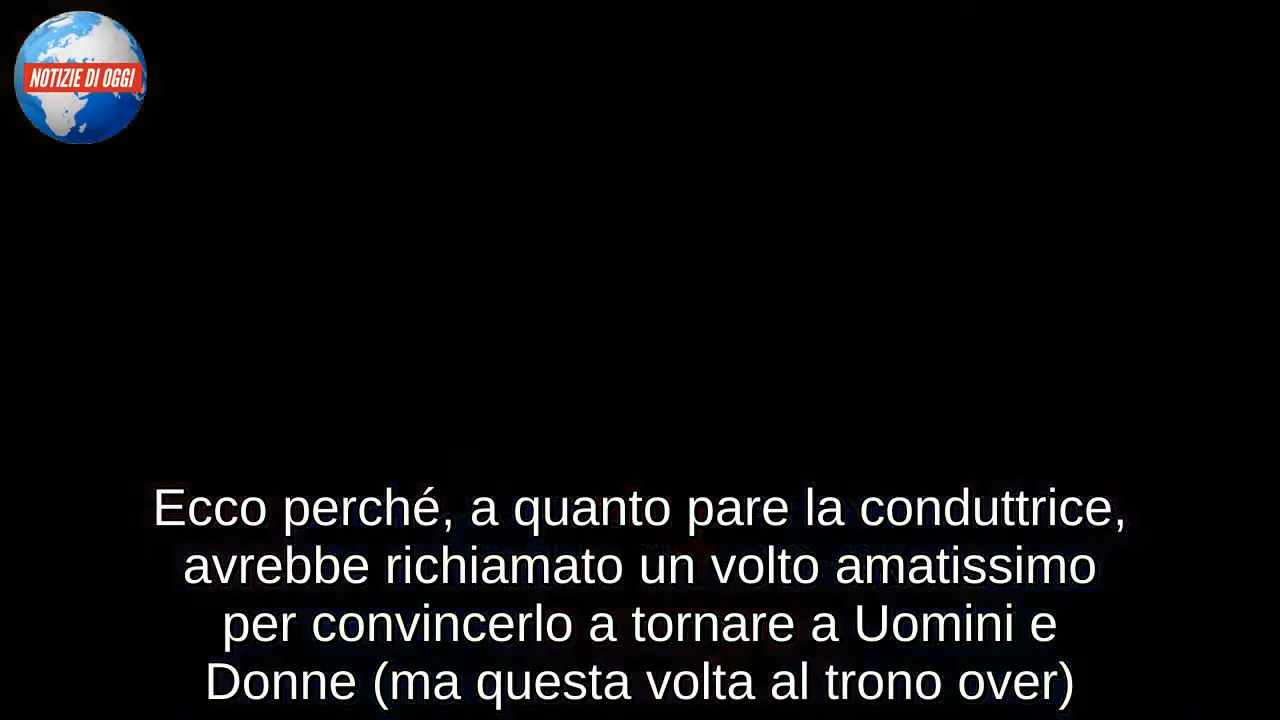 NOTIZIE DI OGGI
Ecco perché, a quanto pare la conduttrice,
avrebbe richiamato un volto amatissimo
per convincerlo a tornare a Uomini e
Donne (ma questa volta al trono over)